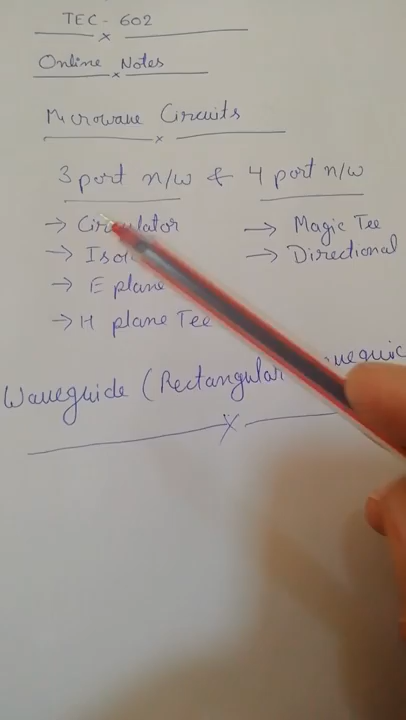 TEC - 602
Online Notes
Microwave Circuits
3 port n/w & 4 port n/w
→ Circulator
→ Magic Tee
→ Directional
→ E plane
→ H plane Tee
Waveguide (Rectangular